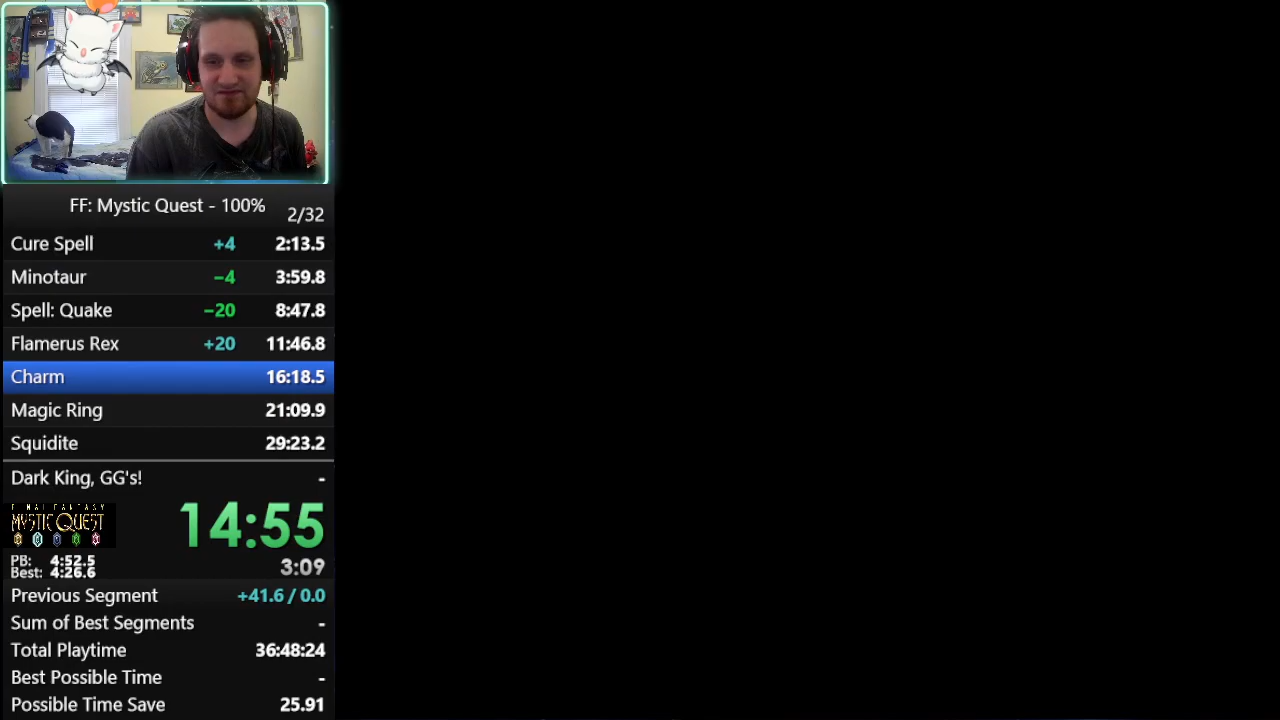 FF: Mystic Quest - 100%
2/32
Cure Spell +4 2:13.5
Minotaur −4 3:59.8
Spell: Quake −20 8:47.8
Flamerus Rex +20 11:46.8
Charm 16:18.5
Magic Ring 21:09.9
Squidite 29:23.2
Dark King, GG's! -
FINAL FANTASY
MYSTIC QUEST
14:55
PB: 4:52.5
Best: 4:26.6
3:09
Previous Segment +41.6 / 0.0
Sum of Best Segments -
Total Playtime 36:48:24
Best Possible Time -
Possible Time Save 25.91